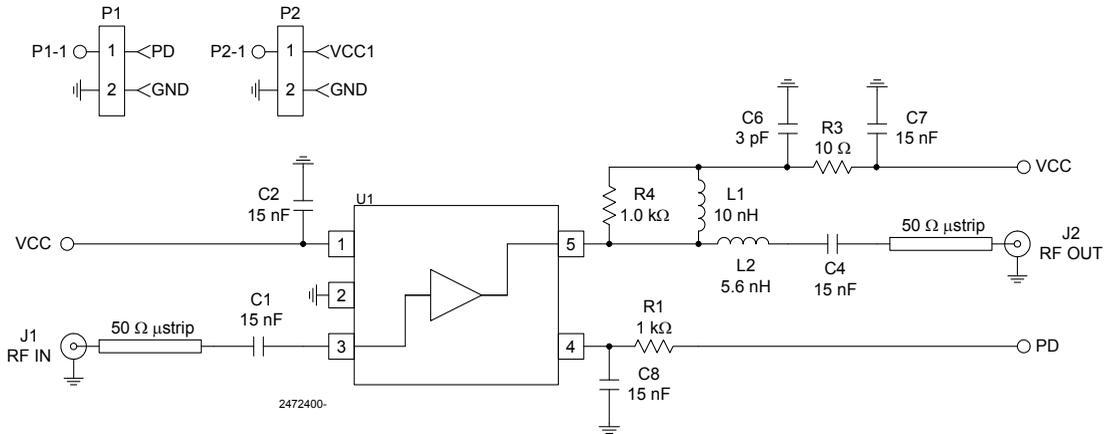 P1
P2
P1-1
1
PD
P2-1
1
VCC1
2
GND
2
GND
C6
3 pF
R3
10 Ω
C7
15 nF
VCC
C2
15 nF
U1
R4
1.0 kΩ
L1
10 nH
VCC
1
5
50 Ω µstrip
J2
RF OUT
L2
5.6 nH
C4
15 nF
2
C1
15 nF
R1
1 kΩ
J1
RF IN
50 Ω µstrip
3
4
PD
C8
15 nF
2472400-